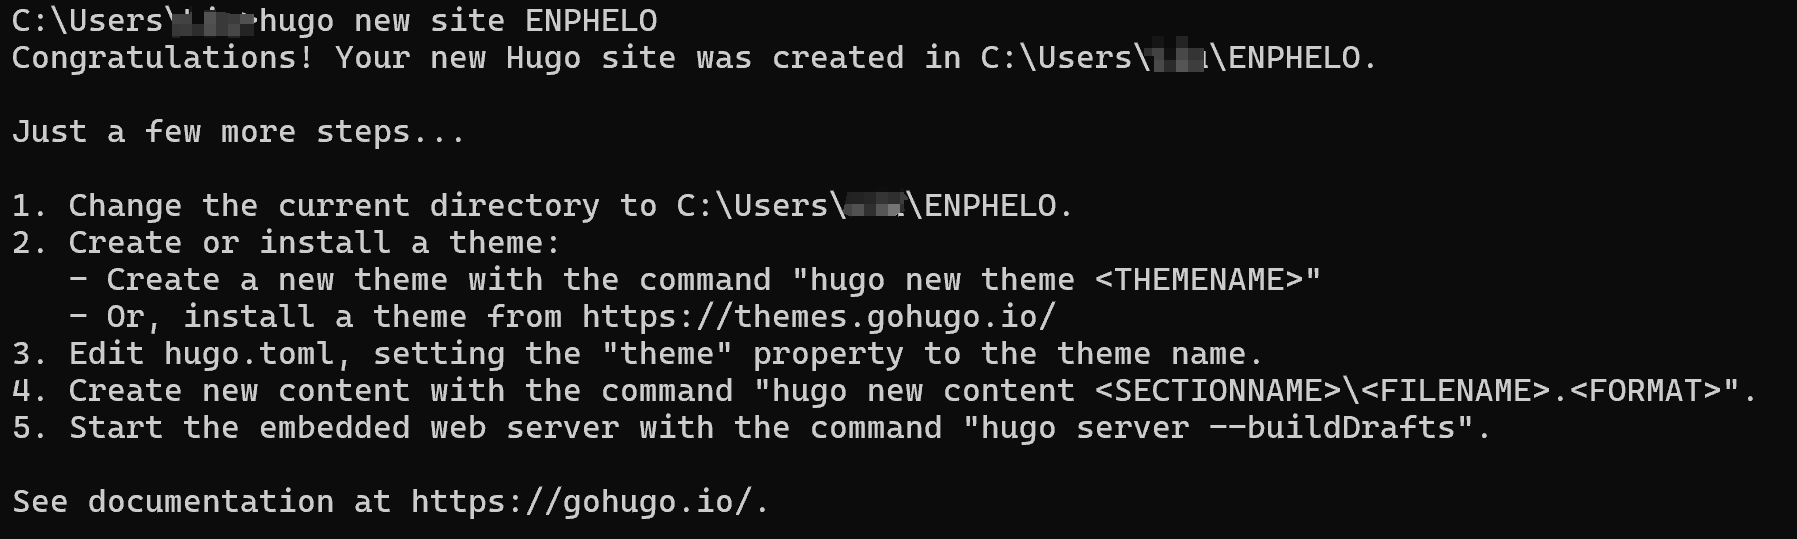 C:\Users\>hugo new site ENPHELO
Congratulations! Your new Hugo site was created in C:\Users\\ENPHELO.
Just a few more steps...
1. Change the current directory to C:\Users\\ENPHELO.
2. Create or install a theme:
- Create a new theme with the command "hugo new theme <THEMENAME>"
- Or, install a theme from https://themes.gohugo.io/
3. Edit hugo.toml, setting the "theme" property to the theme name.
4. Create new content with the command "hugo new content <SECTIONNAME>\<FILENAME>.<FORMAT>".
5. Start the embedded web server with the command "hugo server --buildDrafts".
See documentation at https://gohugo.io/.